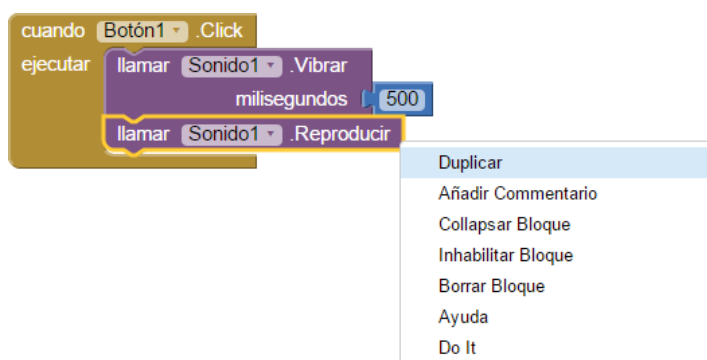 cuando Botón1 .Click
ejecutar llamar Sonido1 .Vibrar
milisegundos 500
llamar Sonido1 .Reproducir
Duplicar
Añadir Commentario
Collapsar Bloque
Inhabilitar Bloque
Borrar Bloque
Ayuda
Do It